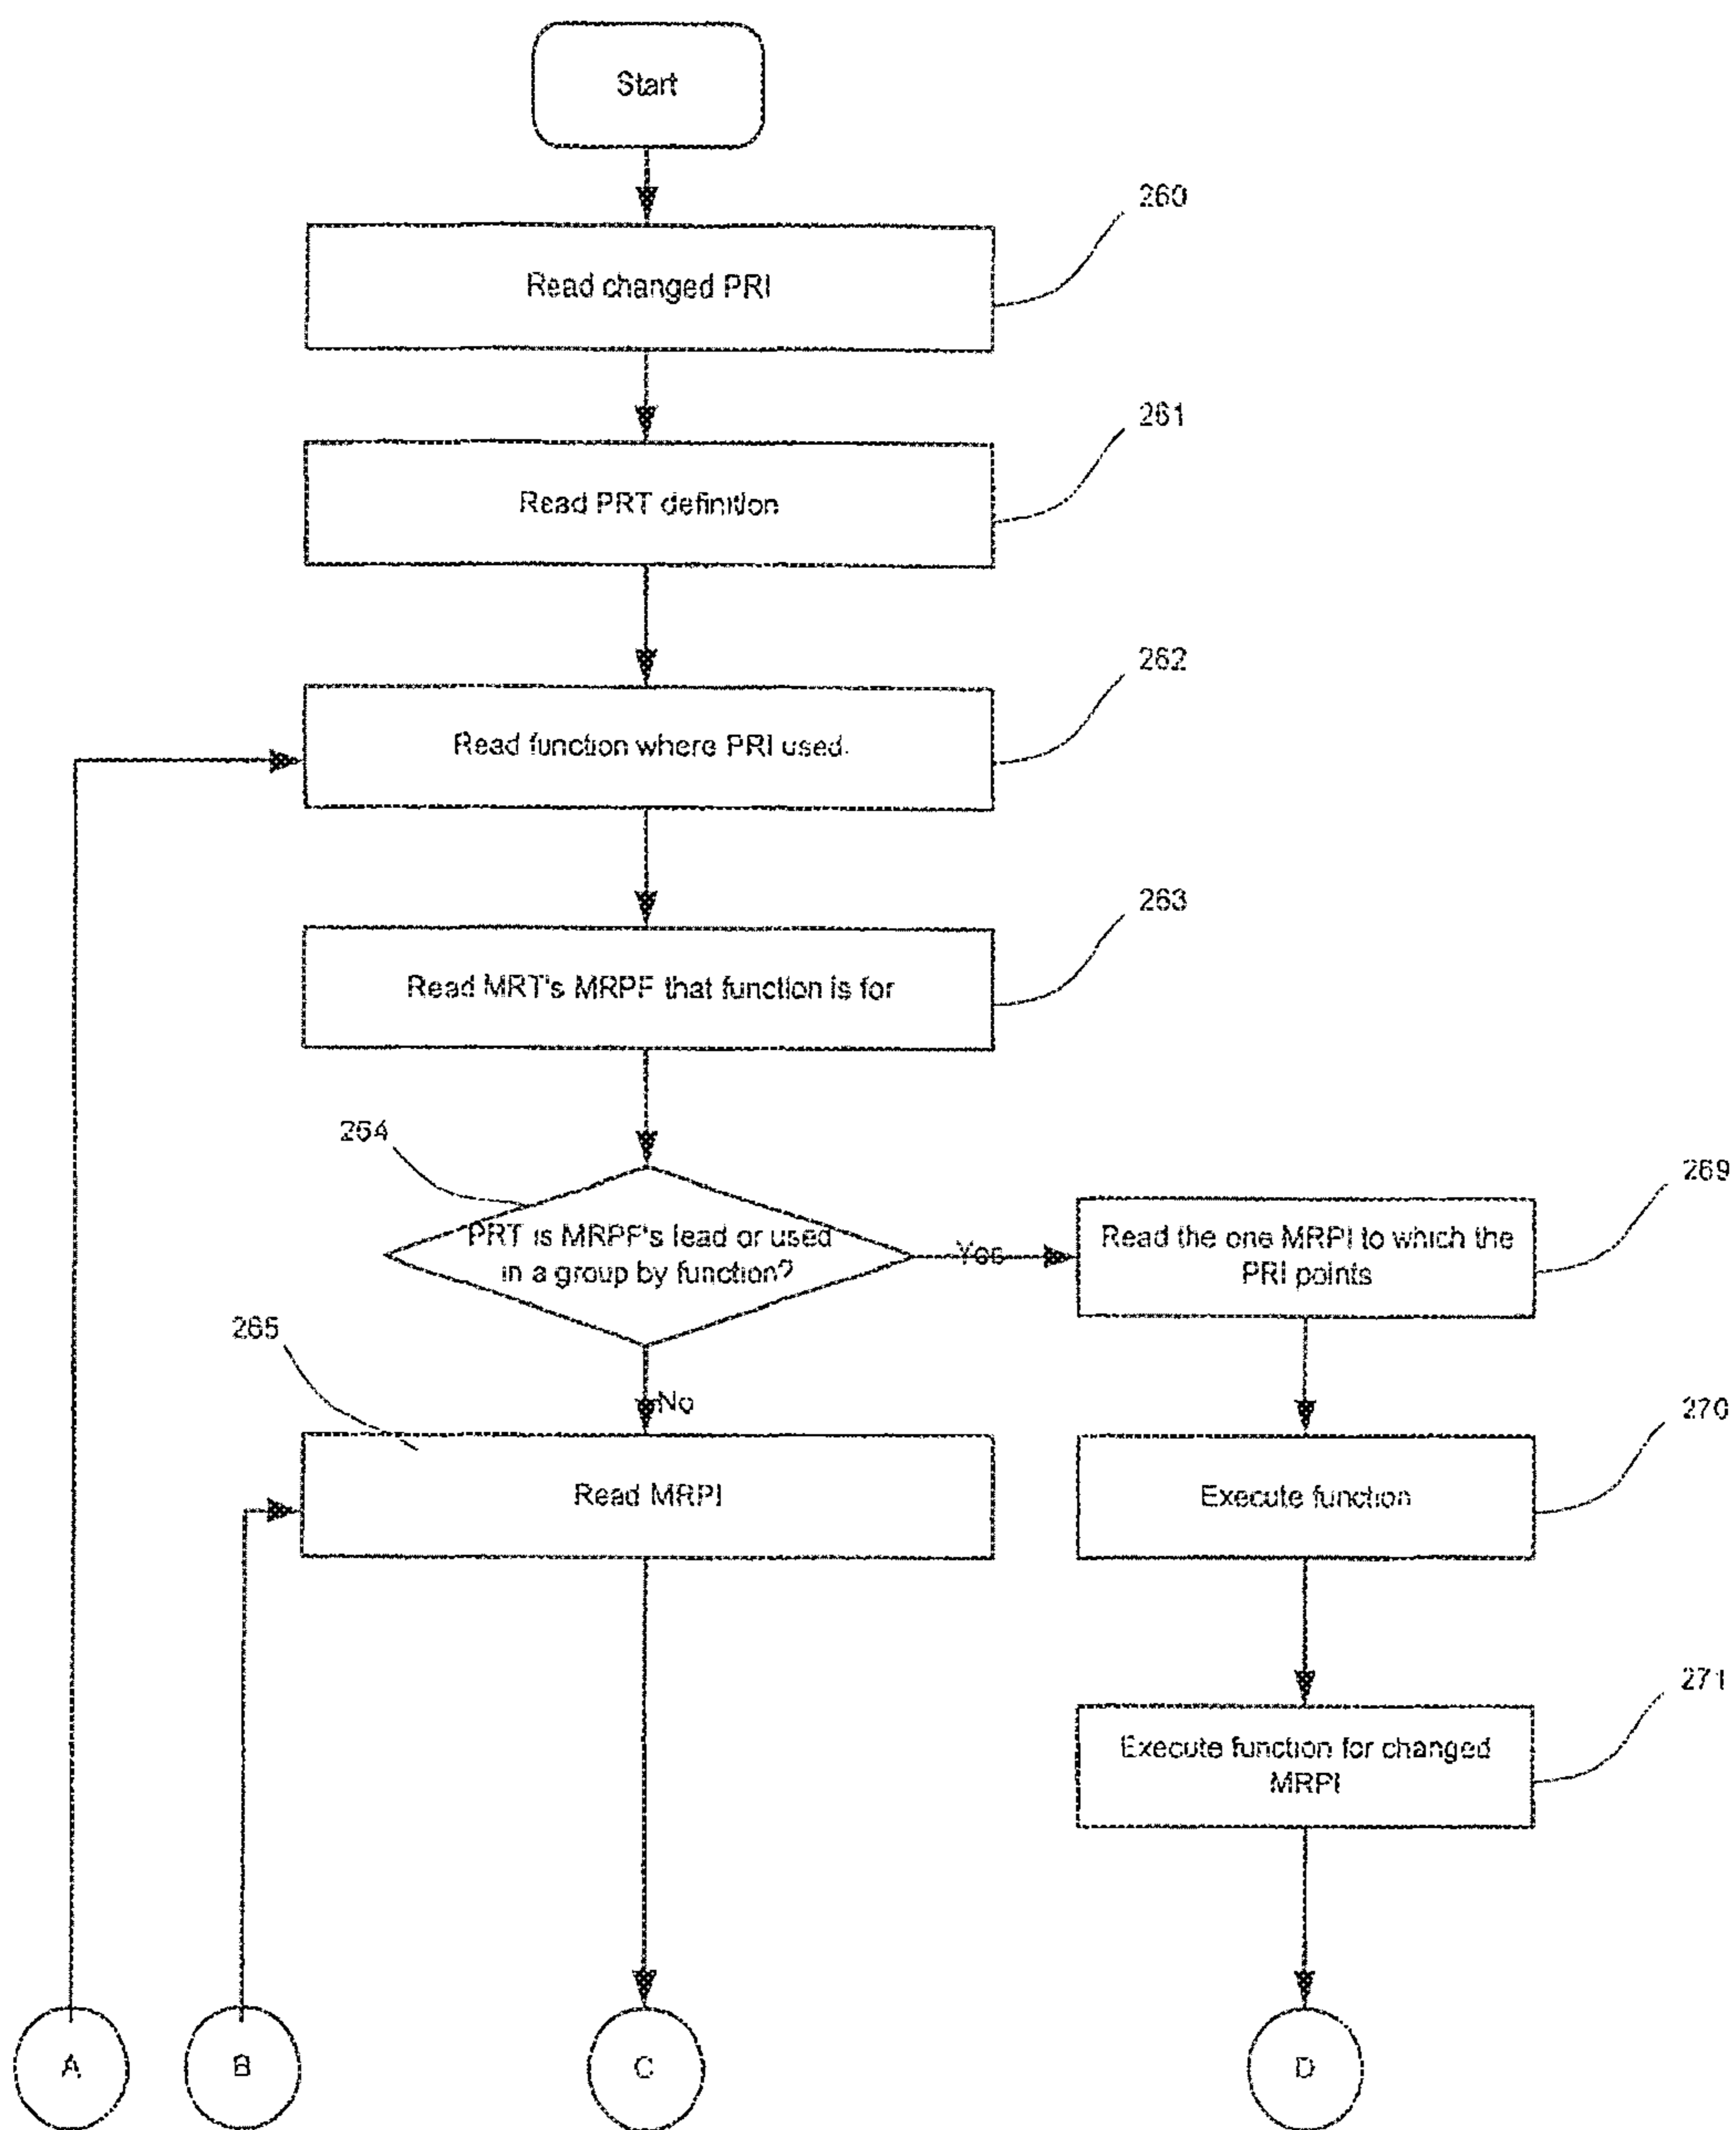 Start
260
Read changed PRI
261
Read PRT definition
262
Read function where PRI used.
263
Read MRT's MRPF that function is for
264
PRT is MRPF's lead or used
in a group by function?
Yes
269
Read the one MRPI to which the
PRI points
265
No
Read MRPI
270
Execute function
271
Execute function for changed
MRPI
A
B
C
D